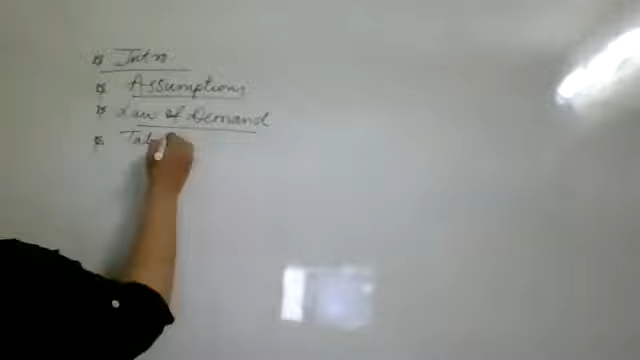 Intro
Assumptions
Law of Demand
Tab